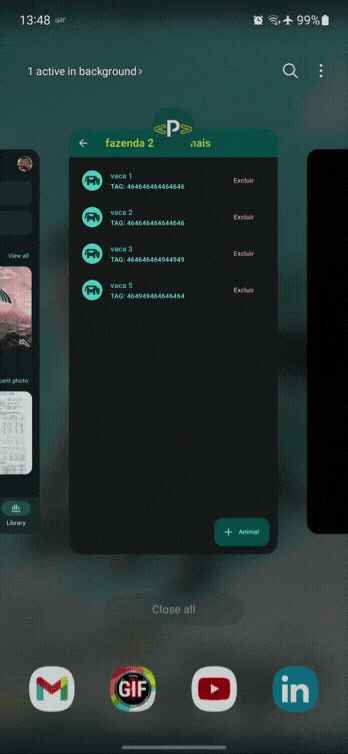 13:48 GIF 99%
1 active in background ›
<P>
fazenda 2 nais
vaca 1
TAG: 464646464464646
Excluir
vaca 2
TAG: 464646464644646
Excluir
vaca 3
TAG: 464646464944949
Excluir
vaca 5
TAG: 464949464646464
Excluir
+ Animal
View all
cent photo
Library
Close all
GIF
in